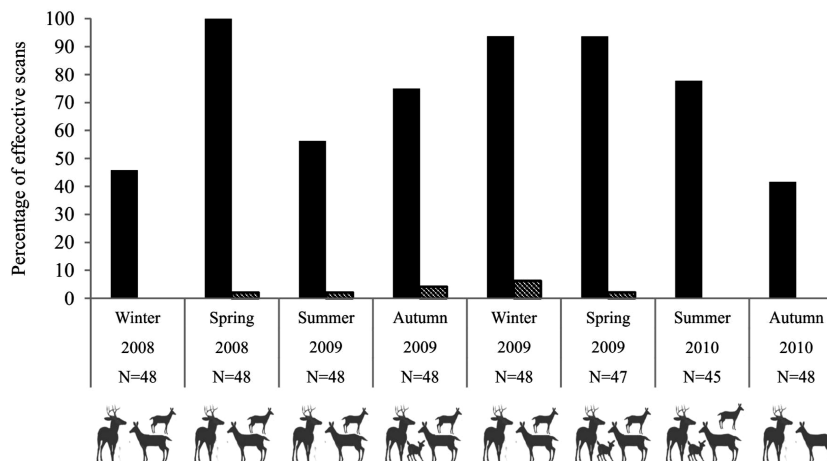 Percentage of effecctive scans
100
90
80
70
60
50
40
30
20
10
0
Winter Spring Summer Autumn Winter Spring Summer Autumn
2008 2008 2009 2009 2009 2009 2010 2010
N=48 N=48 N=48 N=48 N=48 N=47 N=45 N=48